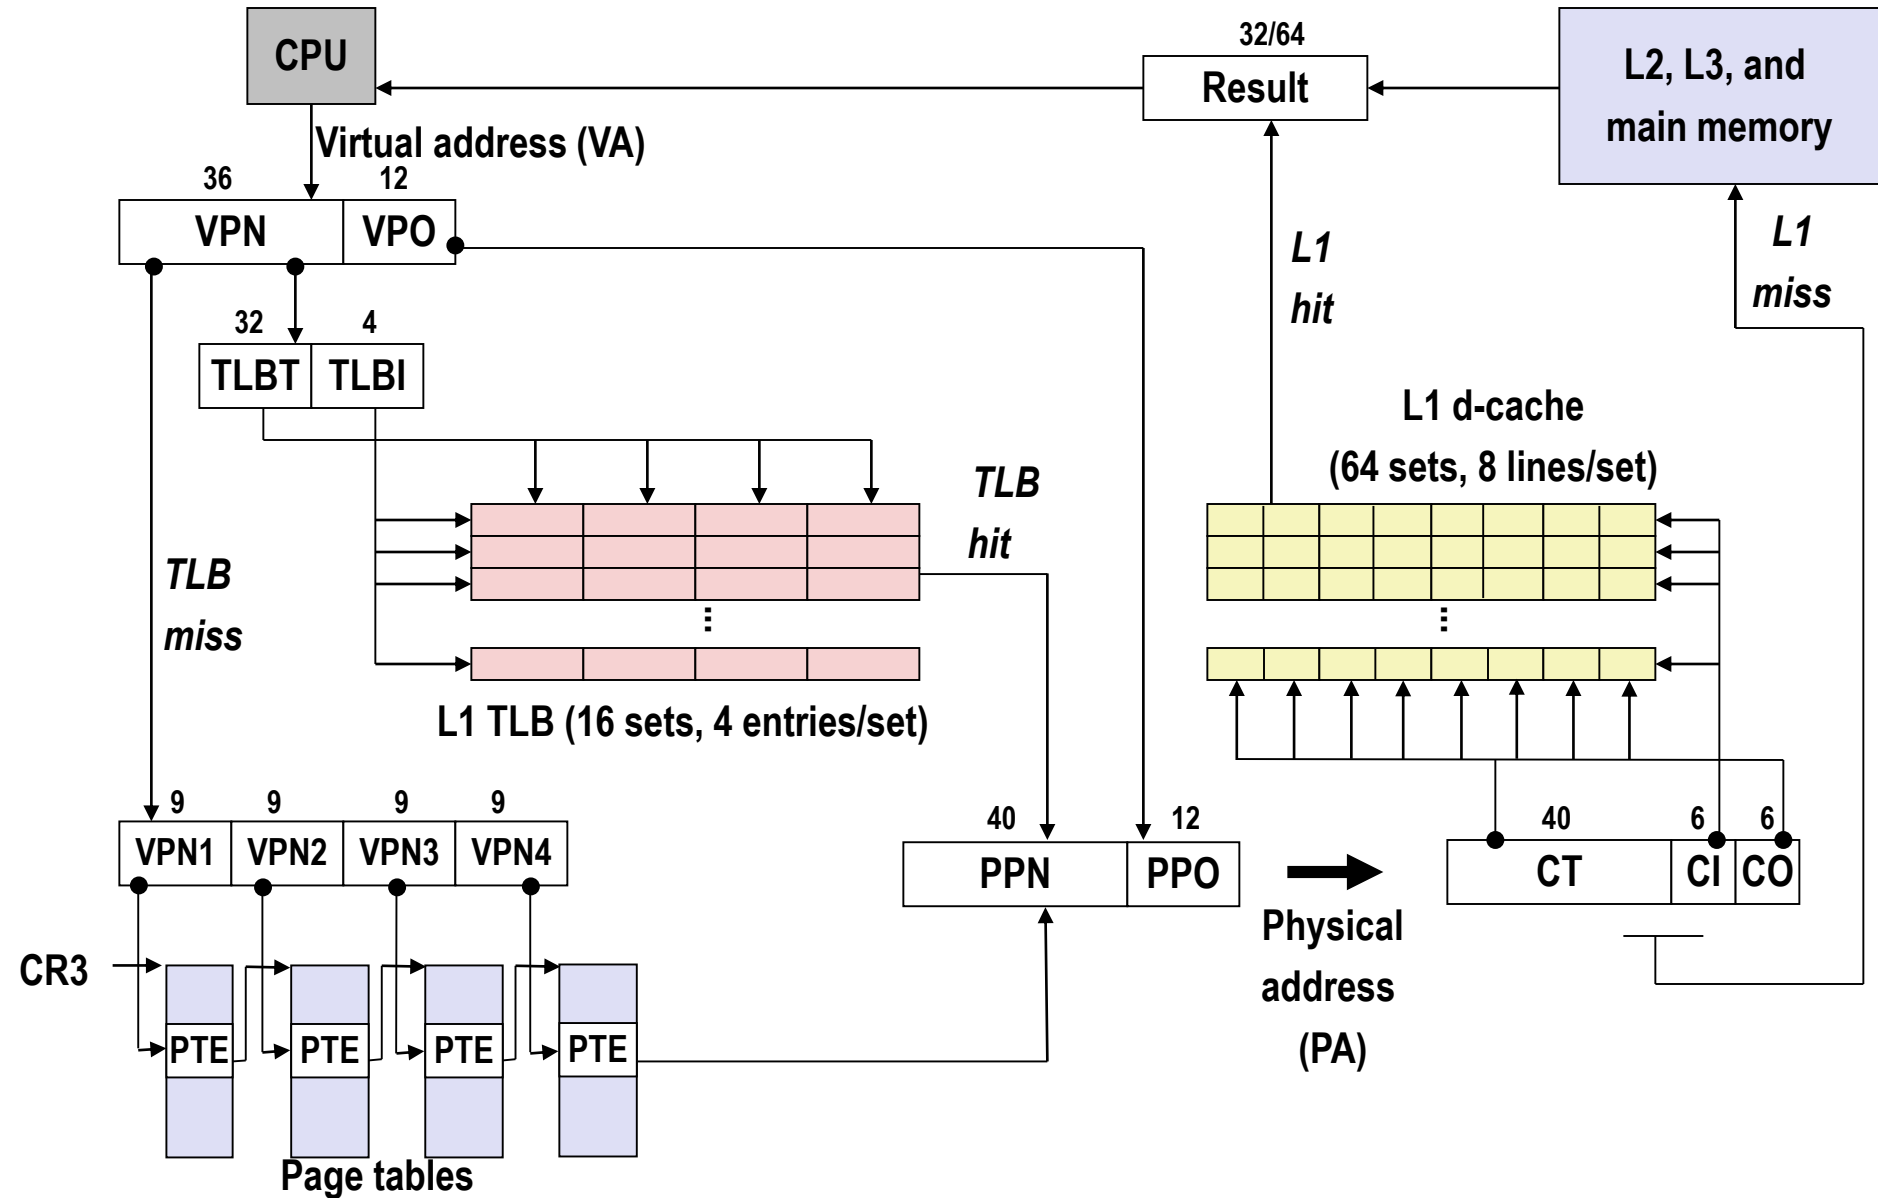 CPU
32/64
Result
L2, L3, and
main memory
Virtual address (VA)
36
12
VPN
VPO
L1
hit
L1
miss
32
4
TLBT
TLBI
L1 d-cache
(64 sets, 8 lines/set)
TLB
hit
TLB
miss
...
...
L1 TLB (16 sets, 4 entries/set)
9
9
9
9
VPN1
VPN2
VPN3
VPN4
40
12
PPN
PPO
40
6
6
CT
CI
CO
Physical
address
(PA)
CR3
PTE
PTE
PTE
PTE
Page tables